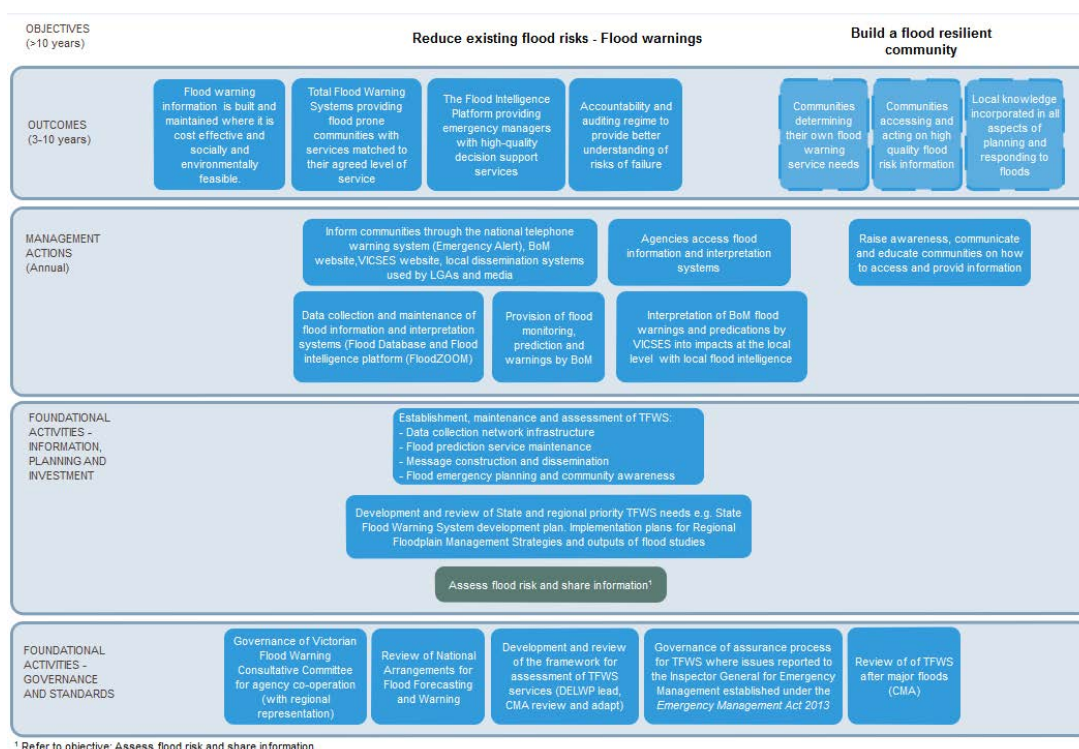 OBJECTIVES
(>10 years)
Reduce existing flood risks - Flood warnings
Build a flood resilient
community
OUTCOMES
(3-10 years)
Flood warning
information is built and
maintained where it is
cost effective and
socially and
environmentally
feasible.
Total Flood Warning
Systems providing
flood prone
communities with
services matched to
their agreed level of
service
The Flood Intelligence
Platform providing
emergency managers
with high-quality
decision support
services
Accountability and
auditing regime to
provide better
understanding of
risks of failure
Communities
determining
their own flood
warning
service needs
Communities
accessing and
acting on high
quality flood
risk information
Local knowledge
incorporated in all
aspects of
planning and
responding to
floods
MANAGEMENT
ACTIONS
(Annual)
Inform communities through the national telephone
warning system (Emergency Alert), BoM
website,VICSES website, local dissemination systems
used by LGAs and media
Agencies access flood
information and interpretation
systems
Raise awareness, communicate
and educate communities on how
to access and provid information
Data collection and maintenance of
flood information and interpretation
systems (Flood Database and Flood
intelligence platform (FloodZOOM)
Provision of flood
monitoring,
prediction and
warnings by BoM
Interpretation of BoM flood
warnings and predications by
VICSES into impacts at the local
level with local flood intelligence
FOUNDATIONAL
ACTIVITIES -
INFORMATION,
PLANNING AND
INVESTMENT
Establishment, maintenance and assessment of TFWS:
- Data collection network infrastructure
- Flood prediction service maintenance
- Message construction and dissemination
- Flood emergency planning and community awareness
Development and review of State and regional priority TFWS needs e.g. State
Flood Warning System development plan. Implementation plans for Regional
Floodplain Management Strategies and outputs of flood studies
Assess flood risk and share information¹
FOUNDATIONAL
ACTIVITIES -
GOVERNANCE
AND STANDARDS
Governance of Victorian
Flood Warning
Consultative Committee
for agency co-operation
(with regional
representation)
Review of National
Arrangements for
Flood Forecasting
and Warning
Development and review
of the framework for
assessment of TFWS
services (DELWP lead,
CMA review and adapt)
Governance of assurance process
for TFWS where issues reported to
the Inspector General for Emergency
Management established under the
Emergency Management Act 2013
Review of of TFWS
after major floods
(CMA)
¹ Refer to objective: Assess flood risk and share information